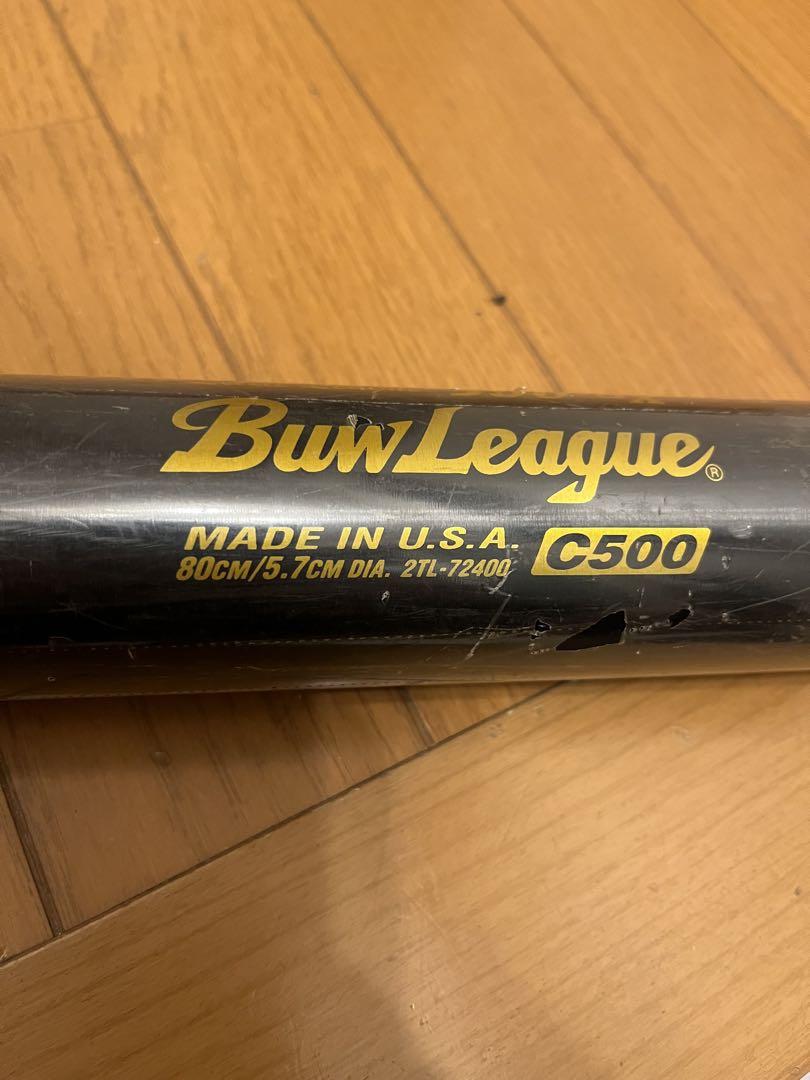 BuwLeague®
MADE IN U.S.A. C500
80CM/5.7CM DIA. 2TL-72400